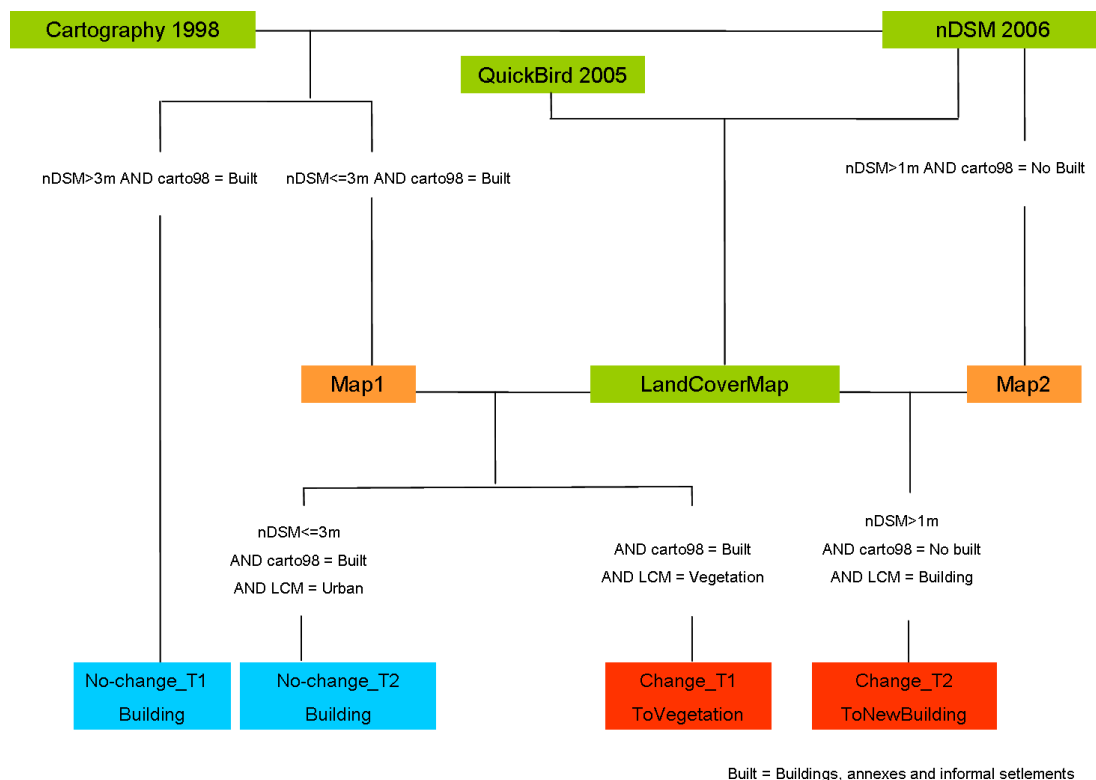 Cartography 1998
nDSM 2006
QuickBird 2005
nDSM>3m AND carto98 = Built
nDSM<=3m AND carto98 = Built
nDSM>1m AND carto98 = No Built
Map1
LandCoverMap
Map2
nDSM<=3m
AND carto98 = Built
AND LCM = Urban
AND carto98 = Built
AND LCM = Vegetation
nDSM>1m
AND carto98 = No built
AND LCM = Building
No-change_T1
Building
No-change_T2
Building
Change_T1
ToVegetation
Change_T2
ToNewBuilding
Built = Buildings, annexes and informal setlements